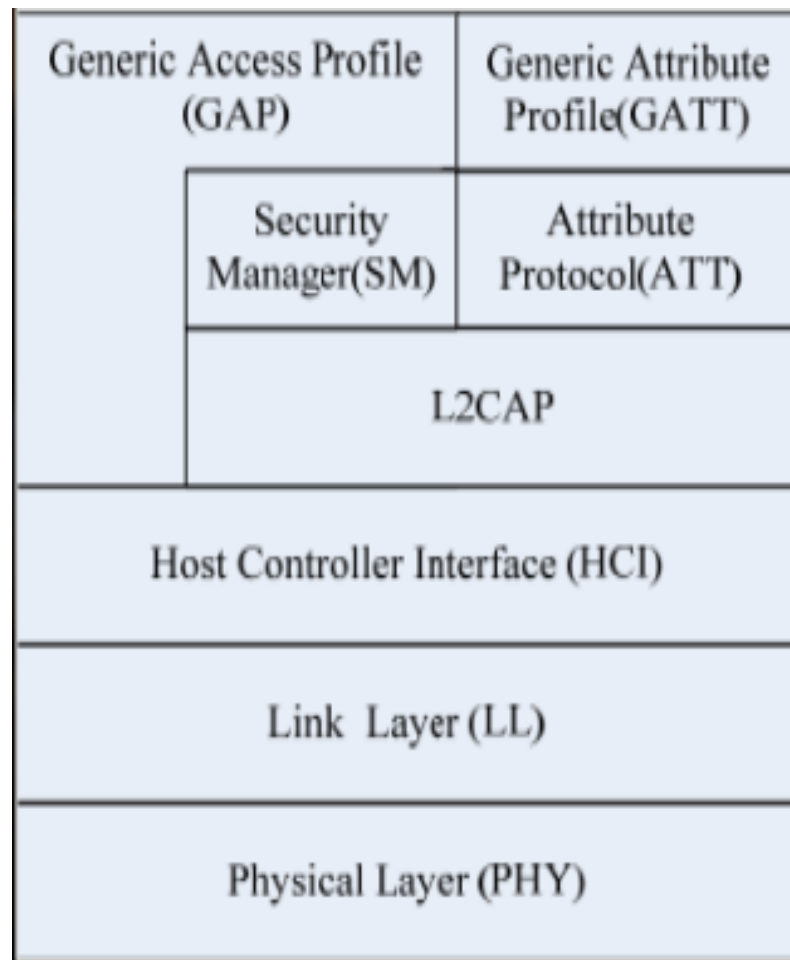 Generic Access Profile
(GAP)
Generic Attribute
Profile(GATT)
Security
Manager(SM)
Attribute
Protocol(ATT)
L2CAP
Host Controller Interface (HCI)
Link Layer (LL)
Physical Layer (PHY)